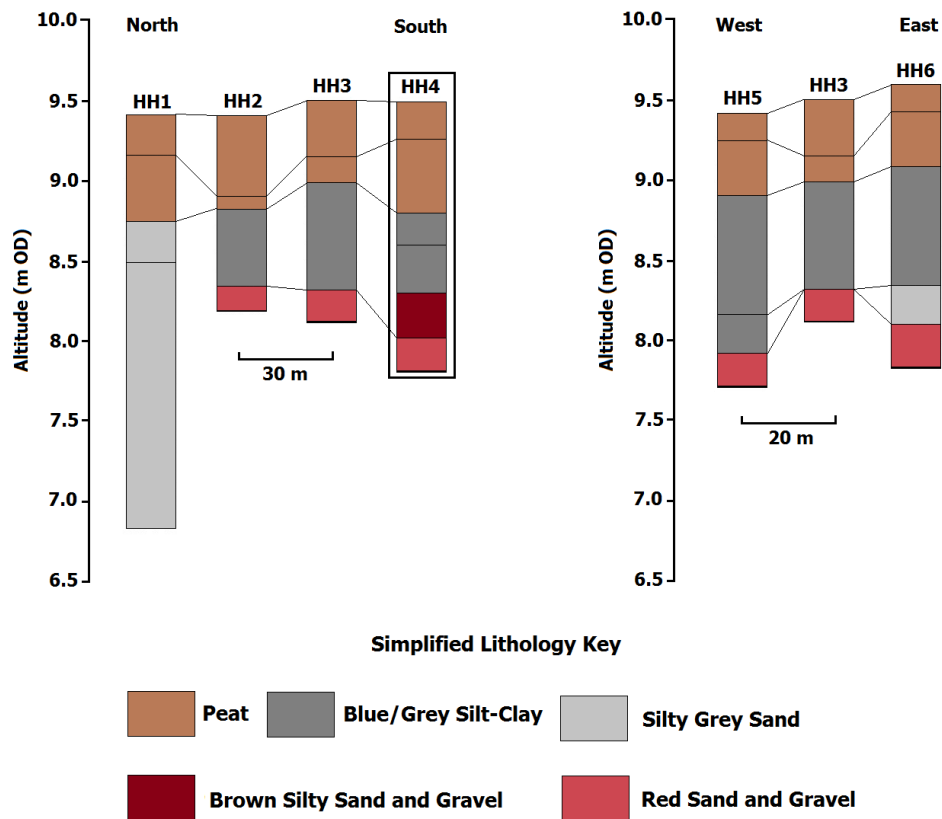 North South
HH1 HH2 HH3 HH4
10.0
9.5
9.0
8.5
8.0
7.5
7.0
6.5
Altitude (m OD)
30 m
West East
HH5 HH3 HH6
10.0
9.5
9.0
8.5
8.0
7.5
7.0
6.5
Altitude (m OD)
20 m
Simplified Lithology Key
Peat
Blue/Grey Silt-Clay
Silty Grey Sand
Brown Silty Sand and Gravel
Red Sand and Gravel